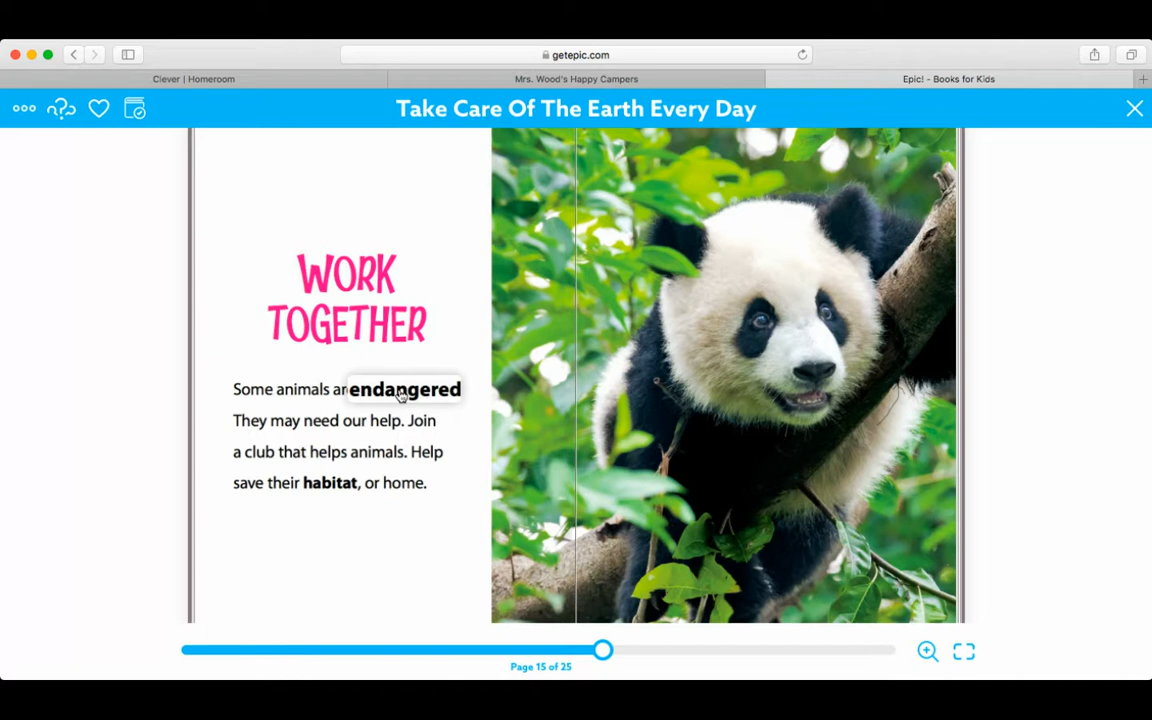 getepic.com
Clever | Homeroom
Mrs. Wood's Happy Campers
Epic! - Books for Kids
Take Care Of The Earth Every Day
WORK
TOGETHER
Some animals ar endangered
They may need our help. Join
a club that helps animals. Help
save their habitat, or home.
Page 15 of 25